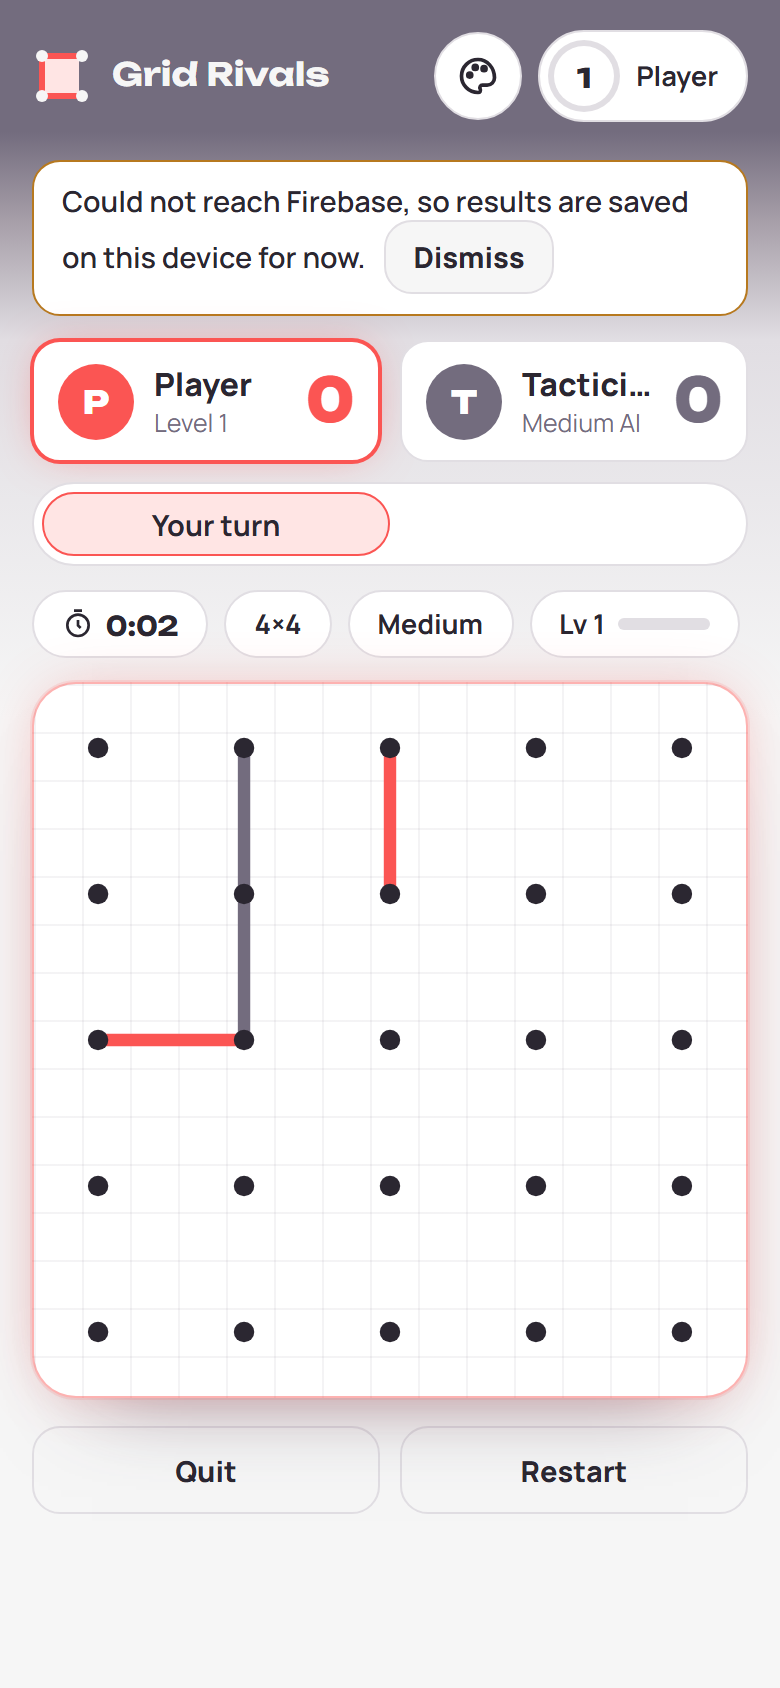 Grid Rivals
1
Player
Could not reach Firebase, so results are saved
on this device for now.
Dismiss
P
Player
Level 1
0
T
Tactici...
Medium AI
0
Your turn
0:02
4×4
Medium
Lv 1
Quit
Restart